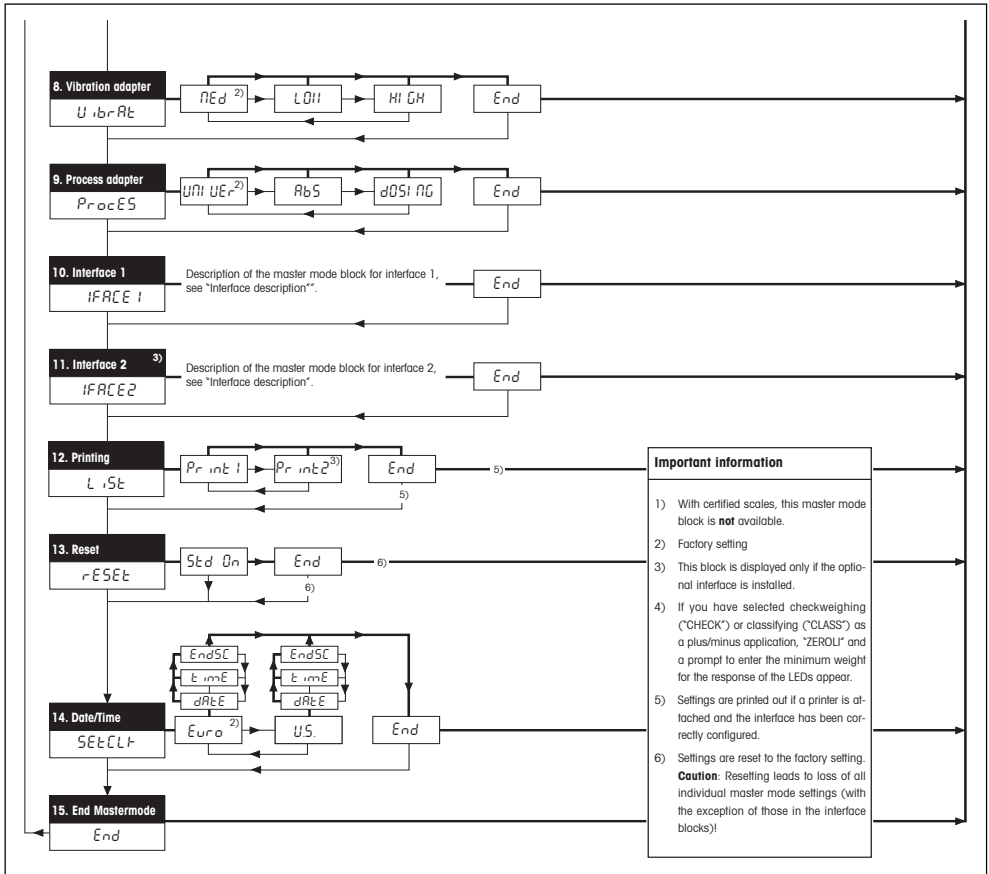 8. Vibration adapter
VibrAt
MEd 2)
LOW
HIGH
End
9. Process adapter
ProcES
UNIVEr 2)
AbS
dOSING
End
10. Interface 1
IFACE1
Description of the master mode block for interface 1,
see "Interface description"".
End
11. Interface 2 3)
IFACE2
Description of the master mode block for interface 2,
see "Interface description".
End
12. Printing
LiSt
Print1
Print2 3)
End
5)
5)
13. Reset
rESEt
Std On
End
6)
6)
EndSC
timE
dAtE
EndSC
timE
dAtE
14. Date/Time
SEtCLk
Euro 2)
U.S.
End
15. End Mastermode
End
Important information
1) With certified scales, this master mode
block is not available.
2) Factory setting
3) This block is displayed only if the optio-
nal interface is installed.
4) If you have selected checkweighing
("CHECK") or classifying ("CLASS") as
a plus/minus application, "ZEROLI" and
a prompt to enter the minimum weight
for the response of the LEDs appear.
5) Settings are printed out if a printer is at-
tached and the interface has been cor-
rectly configured.
6) Settings are reset to the factory setting.
Caution: Resetting leads to loss of all
individual master mode settings (with
the exception of those in the interface
blocks)!